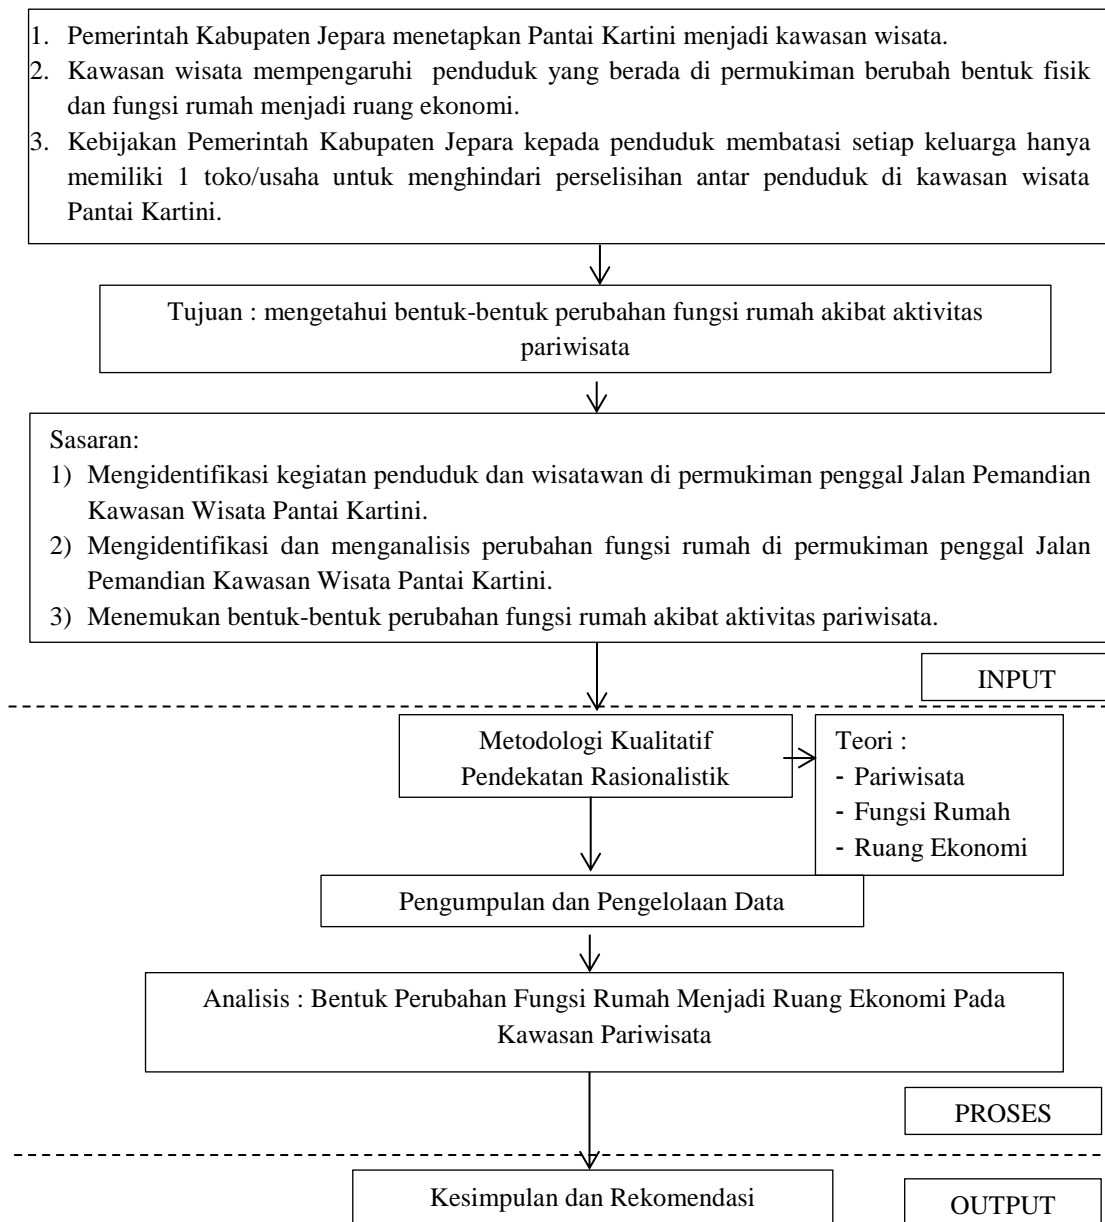 1. Pemerintah Kabupaten Jepara menetapkan Pantai Kartini menjadi kawasan wisata.
2. Kawasan wisata mempengaruhi penduduk yang berada di permukiman berubah bentuk fisik
dan fungsi rumah menjadi ruang ekonomi.
3. Kebijakan Pemerintah Kabupaten Jepara kepada penduduk membatasi setiap keluarga hanya
memiliki 1 toko/usaha untuk menghindari perselisihan antar penduduk di kawasan wisata
Pantai Kartini.
Tujuan : mengetahui bentuk-bentuk perubahan fungsi rumah akibat aktivitas
pariwisata
Sasaran:
1) Mengidentifikasi kegiatan penduduk dan wisatawan di permukiman penggal Jalan Pemandian
Kawasan Wisata Pantai Kartini.
2) Mengidentifikasi dan menganalisis perubahan fungsi rumah di permukiman penggal Jalan
Pemandian Kawasan Wisata Pantai Kartini.
3) Menemukan bentuk-bentuk perubahan fungsi rumah akibat aktivitas pariwisata.
INPUT
Metodologi Kualitatif
Pendekatan Rasionalistik
Teori :
- Pariwisata
- Fungsi Rumah
- Ruang Ekonomi
Pengumpulan dan Pengelolaan Data
Analisis : Bentuk Perubahan Fungsi Rumah Menjadi Ruang Ekonomi Pada
Kawasan Pariwisata
PROSES
Kesimpulan dan Rekomendasi
OUTPUT